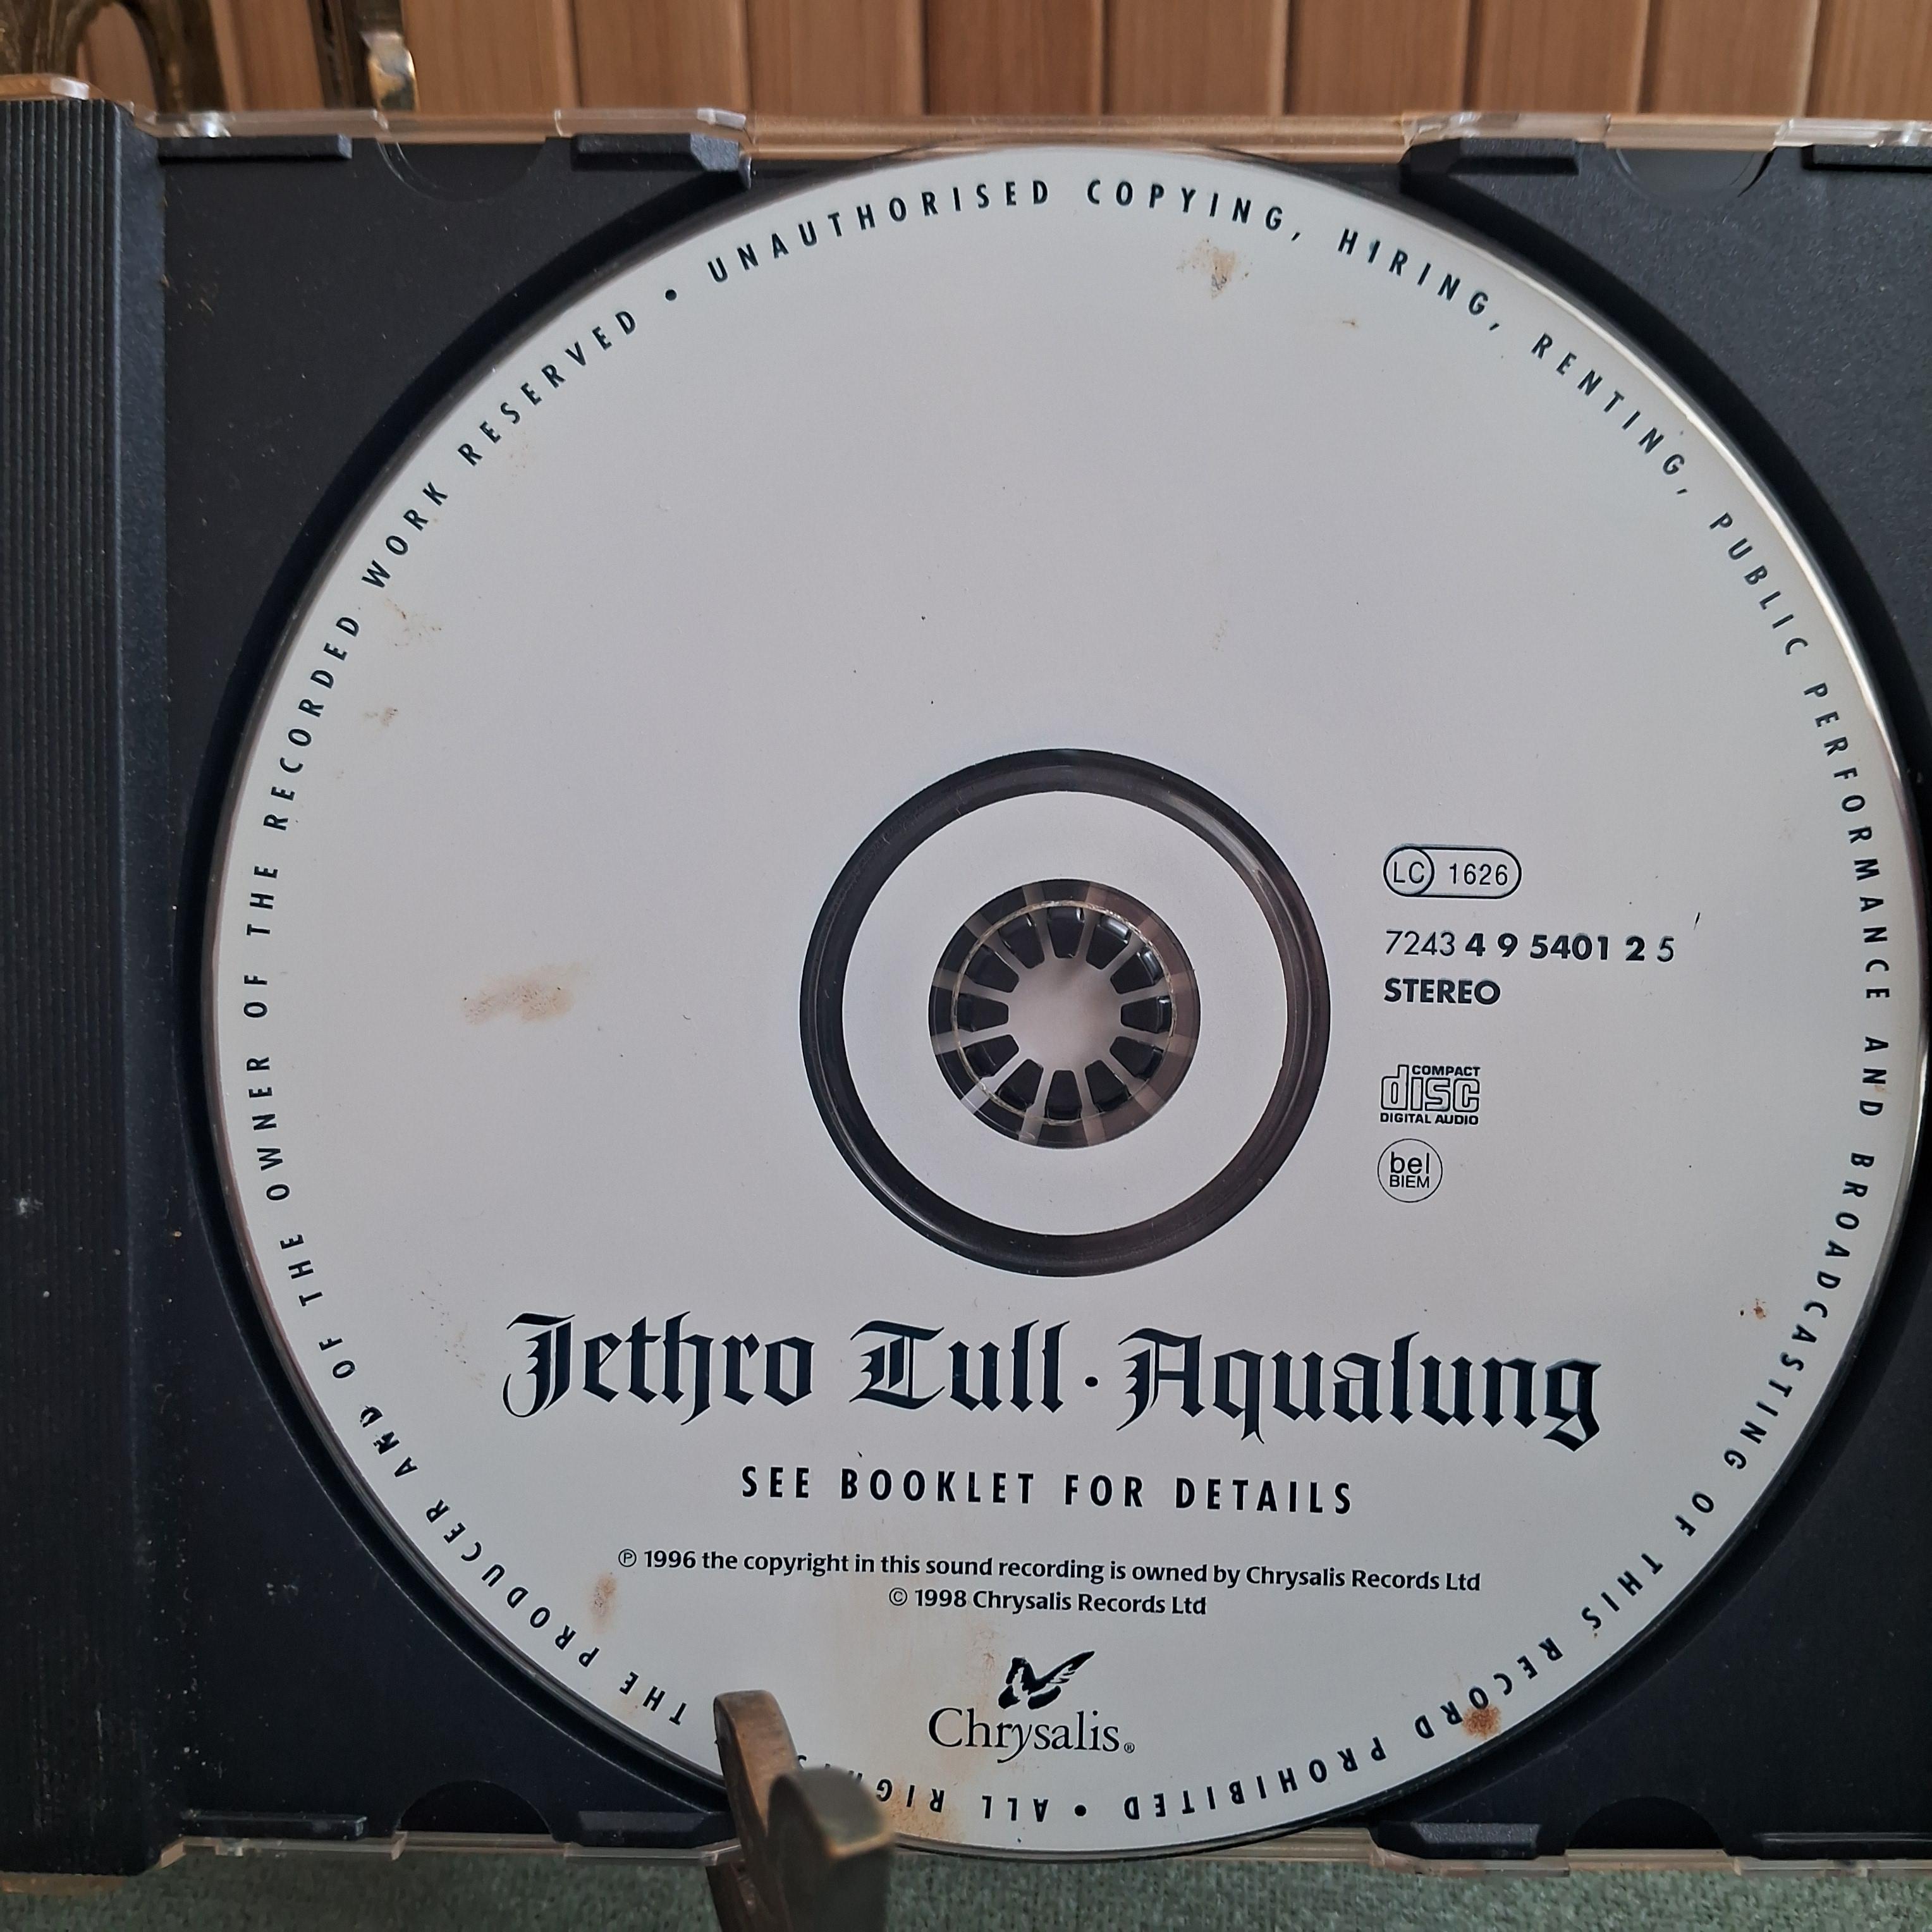 UNAUTHORISED COPYING, HIRING, RENTING, PUBLIC PERFORMANCE AND BROADCASTING OF THIS RECORD PROHIBITED • ALL RIGHTS OF THE PRODUCER AND OF THE OWNER OF THE RECORDED WORK RESERVED •
LC 1626
7243 4 9 5401 2 5
STEREO
COMPACT
disc
DIGITAL AUDIO
bel
BIEM
Jethro Tull · Aqualung
SEE BOOKLET FOR DETAILS
℗ 1996 the copyright in this sound recording is owned by Chrysalis Records Ltd
© 1998 Chrysalis Records Ltd
Chrysalis®